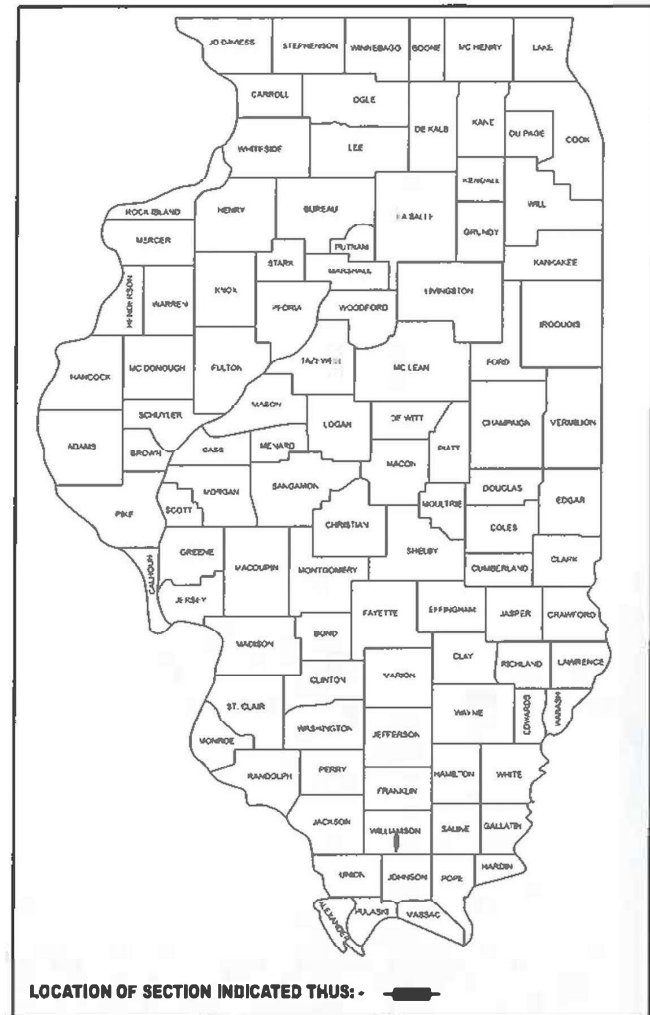 JO DAVIESS STEPHENSON WINNEBAGO BOONE MC HENRY LAKE
CARROLL OGLE DE KALB KANE DU PAGE COOK
WHITESIDE LEE KENDALL WILL
ROCK ISLAND HENRY BUREAU LA SALLE GRUNDY
MERCER PUTNAM KANKAKEE
HENDERSON WARREN KNOX STARK MARSHALL LIVINGSTON
PEORIA WOODFORD IROQUOIS
HANCOCK MC DONOUGH FULTON TAZEWELL MC LEAN FORD
SCHUYLER MASON LOGAN DE WITT CHAMPAIGN VERMILION
ADAMS BROWN CASS MENARD MACON PIATT
PIKE SCOTT MORGAN SANGAMON MOULTRIE DOUGLAS EDGAR
CHRISTIAN COLES
CALHOUN GREENE MACOUPIN MONTGOMERY SHELBY CUMBERLAND CLARK
JERSEY FAYETTE EFFINGHAM JASPER CRAWFORD
MADISON BOND CLAY RICHLAND LAWRENCE
CLINTON MARION
ST. CLAIR WASHINGTON WAYNE EDWARDS WABASH
MONROE JEFFERSON
RANDOLPH PERRY FRANKLIN HAMILTON WHITE
JACKSON WILLIAMSON SALINE GALLATIN
UNION JOHNSON POPE HARDIN
ALEXANDER PULASKI MASSAC
LOCATION OF SECTION INDICATED THUS: -